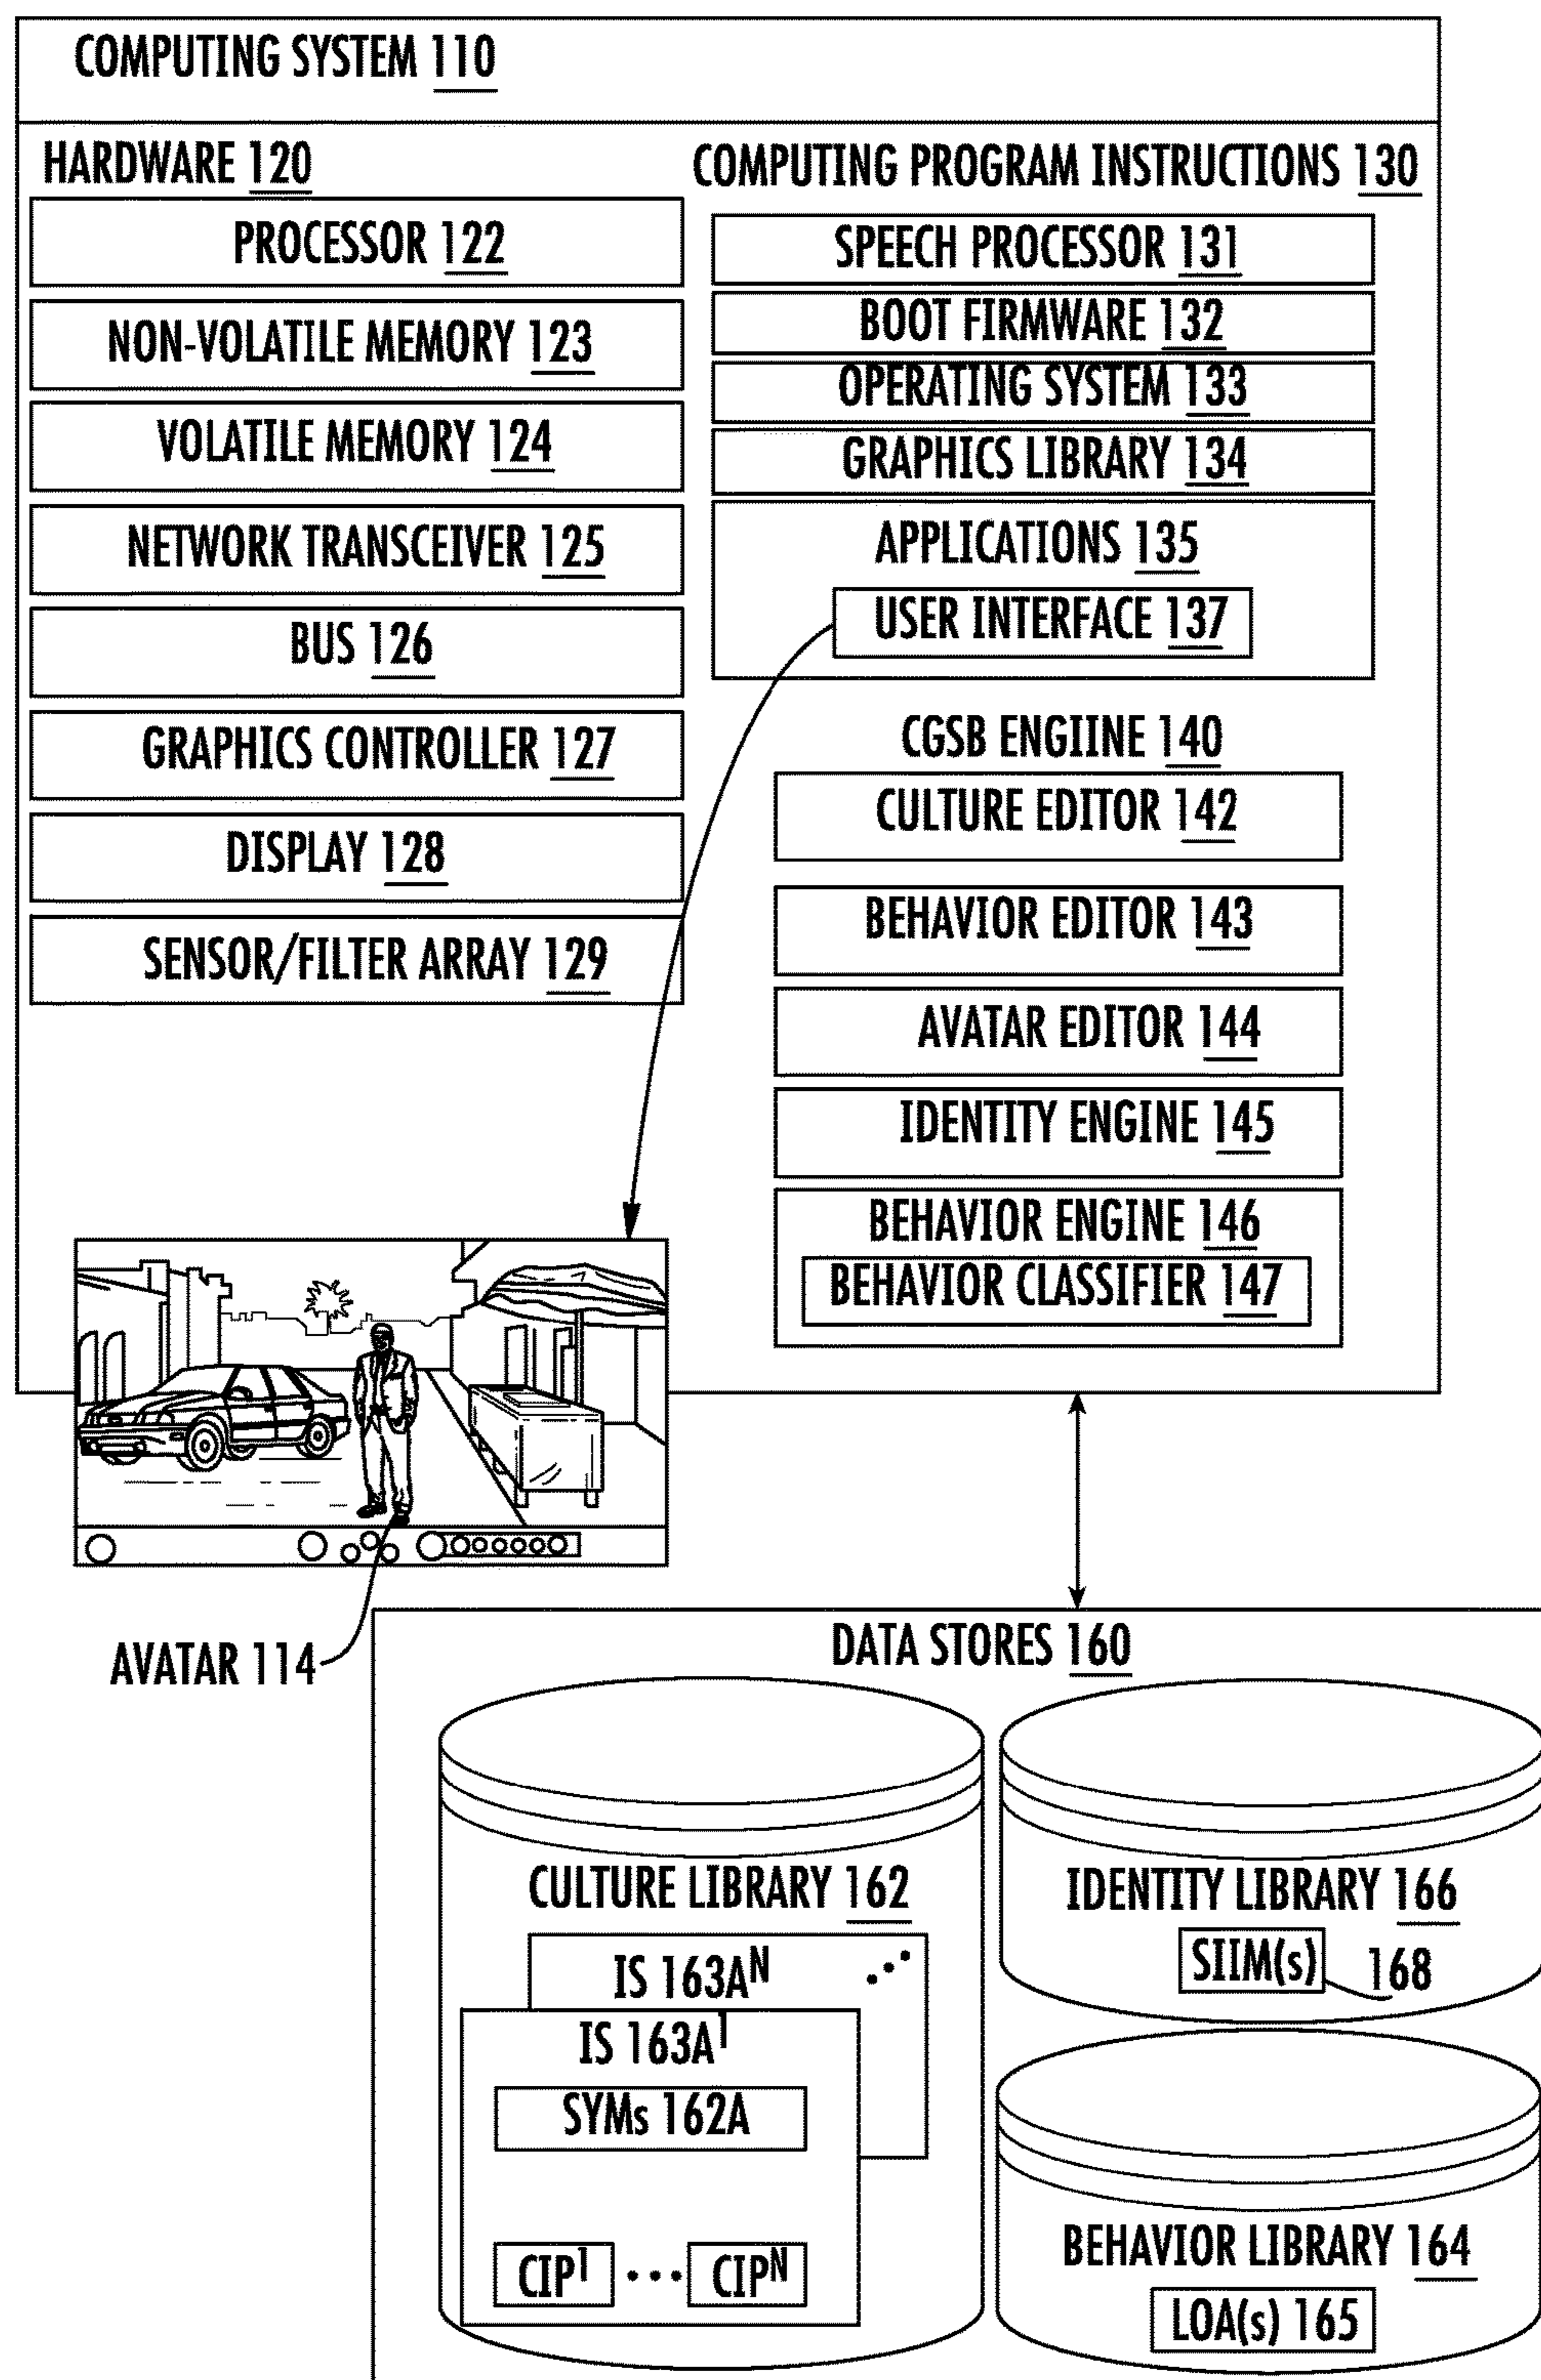 COMPUTING SYSTEM 110
HARDWARE 120
PROCESSOR 122
NON-VOLATILE MEMORY 123
VOLATILE MEMORY 124
NETWORK TRANSCEIVER 125
BUS 126
GRAPHICS CONTROLLER 127
DISPLAY 128
SENSOR/FILTER ARRAY 129
COMPUTING PROGRAM INSTRUCTIONS 130
SPEECH PROCESSOR 131
BOOT FIRMWARE 132
OPERATING SYSTEM 133
GRAPHICS LIBRARY 134
APPLICATIONS 135
USER INTERFACE 137
CGSB ENGIINE 140
CULTURE EDITOR 142
BEHAVIOR EDITOR 143
AVATAR EDITOR 144
IDENTITY ENGINE 145
BEHAVIOR ENGINE 146
BEHAVIOR CLASSIFIER 147
AVATAR 114
DATA STORES 160
CULTURE LIBRARY 162
IS 163A^N
IS 163A^1
SYMs 162A
CIP^1 ••• CIP^N
IDENTITY LIBRARY 166
SIIM(s) 168
BEHAVIOR LIBRARY 164
LOA(s) 165